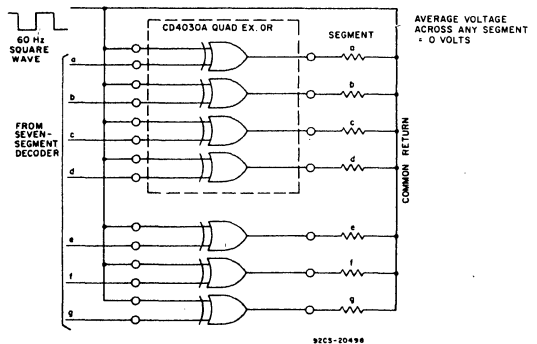 60 Hz
SQUARE
WAVE
CD4030A QUAD EX. OR
SEGMENT
AVERAGE VOLTAGE
ACROSS ANY SEGMENT
= 0 VOLTS
FROM
SEVEN-
SEGMENT
DECODER
a
b
c
d
e
f
g
a
b
c
d
e
f
g
COMMON RETURN
92CS-20498